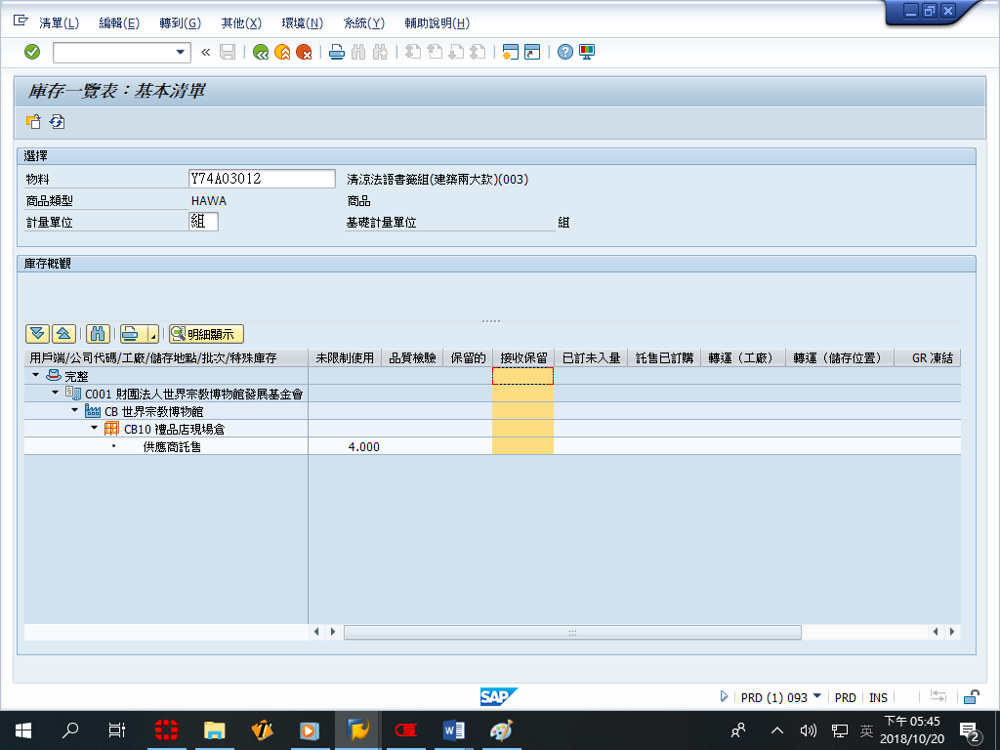 清單(L) 編輯(E) 轉到(G) 其他(X) 環境(N) 系統(Y) 輔助說明(H)
庫存一覽表：基本清單
選擇
物料 Y74A03012 清涼法語書籤組(建築兩大款)(003)
商品類型 HAWA 商品
計量單位 組 基礎計量單位 組
庫存概觀
明細顯示
用戶端/公司代碼/工廠/儲存地點/批次/特殊庫存 未限制使用 品質檢驗 保留的 接收保留 已訂未入量 託售已訂購 轉運（工廠） 轉運（儲存位置） GR 凍結
完整
C001 財團法人世界宗教博物館發展基金會
CB 世界宗教博物館
CB10 禮品店現場倉
供應商託售 4.000
SAP PRD (1) 093 PRD INS
英 下午 05:45
2018/10/20 2